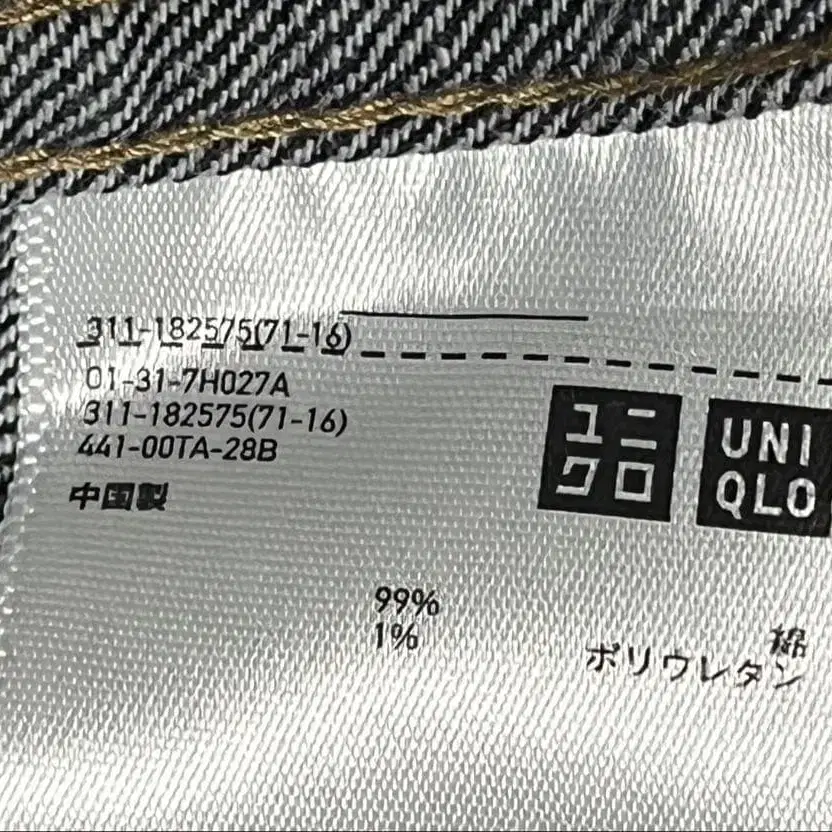 311-182575(71-16)
01-31-7H027A
311-182575(71-16)
441-00TA-28B
中国製
ユニ
クロ
UNI
QLO
99% 綿
1% ポリウレタン